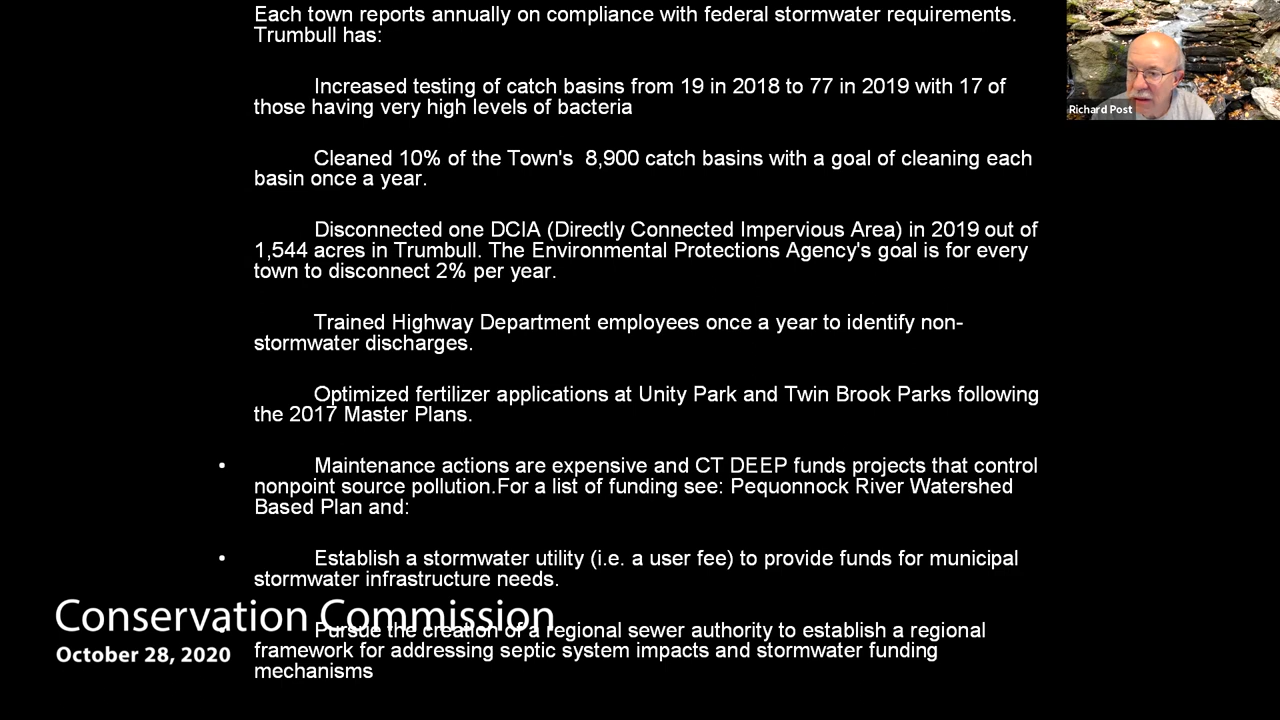 Each town reports annually on compliance with federal stormwater requirements.
Trumbull has:
Richard Post
Increased testing of catch basins from 19 in 2018 to 77 in 2019 with 17 of
those having very high levels of bacteria
Cleaned 10% of the Town's  8,900 catch basins with a goal of cleaning each
basin once a year.
Disconnected one DCIA (Directly Connected Impervious Area) in 2019 out of
1,544 acres in Trumbull. The Environmental Protections Agency's goal is for every
town to disconnect 2% per year.
Trained Highway Department employees once a year to identify non-
stormwater discharges.
Optimized fertilizer applications at Unity Park and Twin Brook Parks following
the 2017 Master Plans.
• Maintenance actions are expensive and CT DEEP funds projects that control
nonpoint source pollution.For a list of funding see: Pequonnock River Watershed
Based Plan and:
• Establish a stormwater utility (i.e. a user fee) to provide funds for municipal
stormwater infrastructure needs.
• Pursue the creation of a regional sewer authority to establish a regional
framework for addressing septic system impacts and stormwater funding
mechanisms
Conservation Commission
October 28, 2020